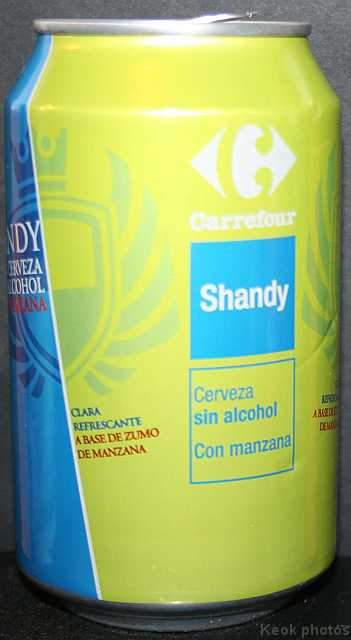 Carrefour
Shandy
Cerveza
sin alcohol
Con manzana
NDY
CERVEZA
ALCOHOL
CLARA
REFRESCANTE
A BASE DE ZUMO
DE MANZANA
Keok photos